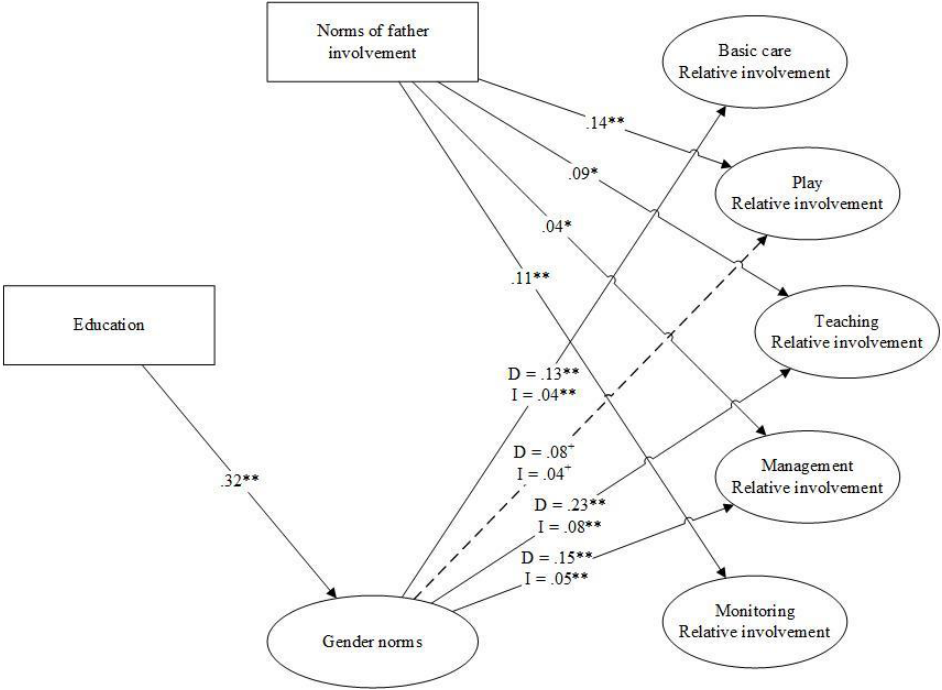 Norms of father
involvement
Basic care
Relative involvement
.14**
Play
Relative involvement
.09*
.04*
.11**
Education
Teaching
Relative involvement
D = .13**
I = .04**
D = .08+
I = .04+
Management
Relative involvement
.32**
D = .23**
I = .08**
D = .15**
I = .05**
Monitoring
Relative involvement
Gender norms